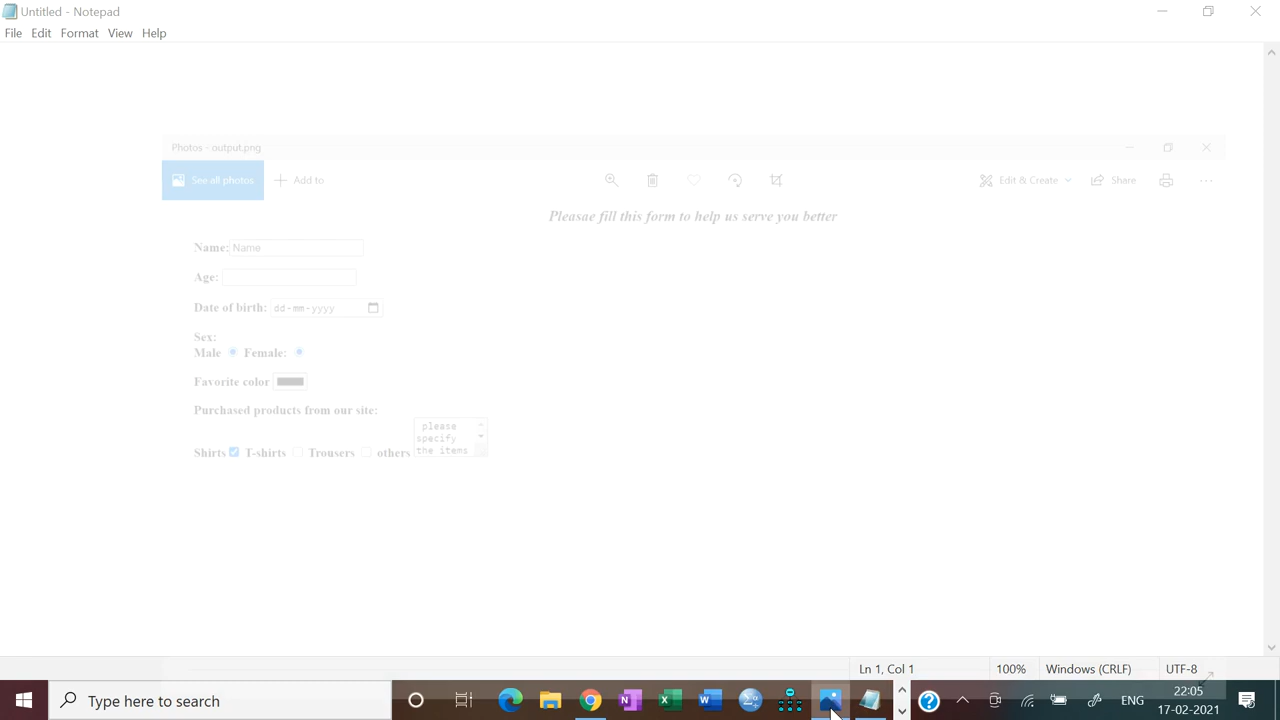 Untitled - Notepad
File Edit Format View Help
Photos - output.png
See all photos Add to Edit & Create Share
Pleasae fill this form to help us serve you better
Name: Name
Age:
Date of birth: dd-mm-yyyy
Sex:
Male Female:
Favorite color
Purchased products from our site:
please
specify
Shirts T-shirts Trousers others the items
Ln 1, Col 1 100% Windows (CRLF) UTF-8
Type here to search
ENG
22:05
17-02-2021